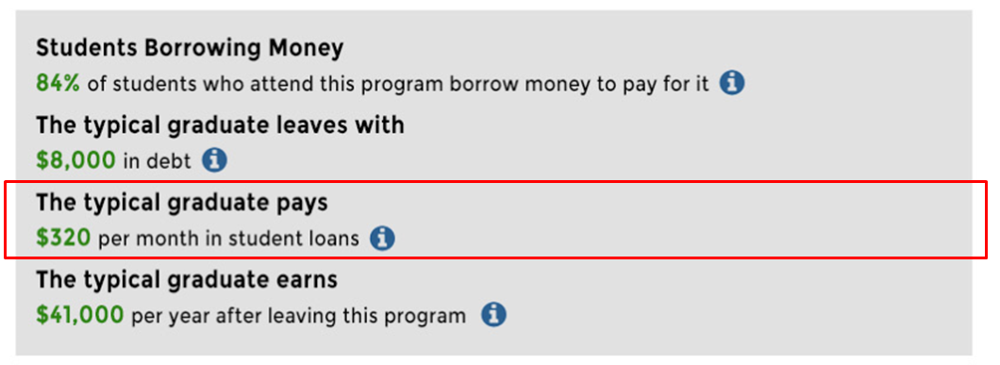 Students Borrowing Money
84% of students who attend this program borrow money to pay for it
The typical graduate leaves with
$8,000 in debt
The typical graduate pays
$320 per month in student loans
The typical graduate earns
$41,000 per year after leaving this program